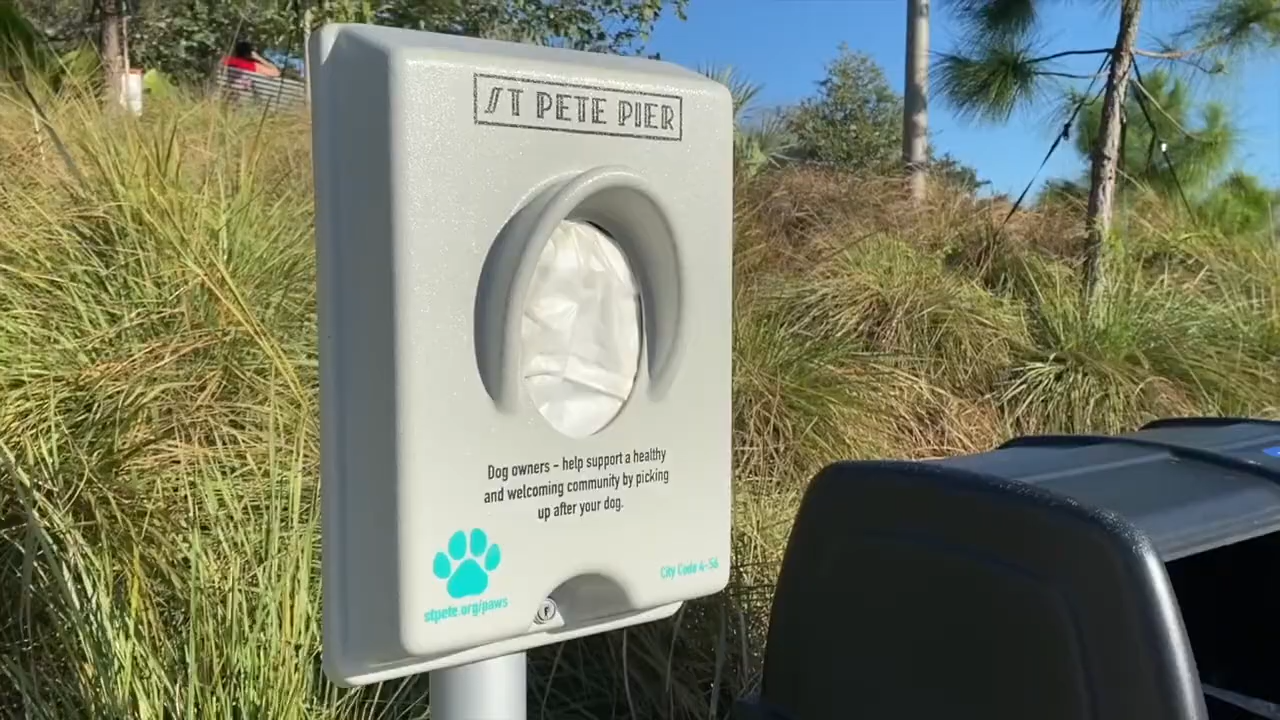 ST PETE PIER
Dog owners - help support a healthy
and welcoming community by picking
up after your dog.
stpete.org/paws
City Code 4-56